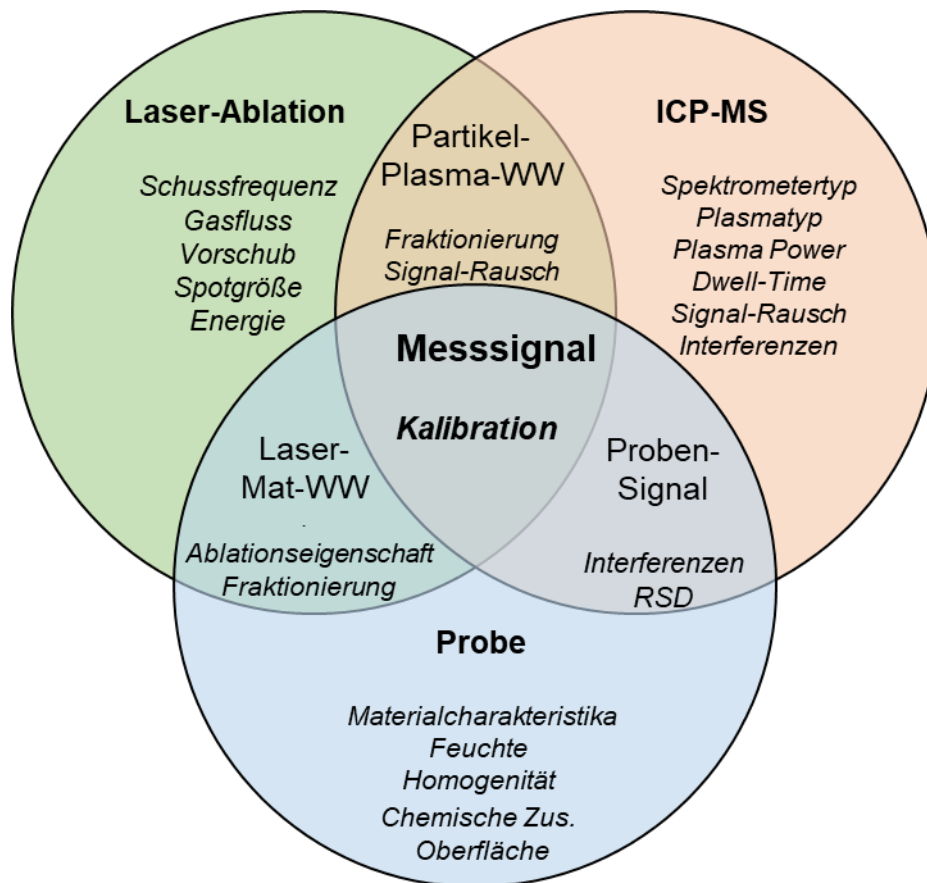 Laser-Ablation
Schussfrequenz
Gasfluss
Vorschub
Spotgröße
Energie
Partikel-
Plasma-WW
Fraktionierung
Signal-Rausch
ICP-MS
Spektrometertyp
Plasmatyp
Plasma Power
Dwell-Time
Signal-Rausch
Interferenzen
Messsignal
Kalibration
Laser-
Mat-WW
Ablationseigenschaft
Fraktionierung
Proben-
Signal
Interferenzen
RSD
Probe
Materialcharakteristika
Feuchte
Homogenität
Chemische Zus.
Oberfläche